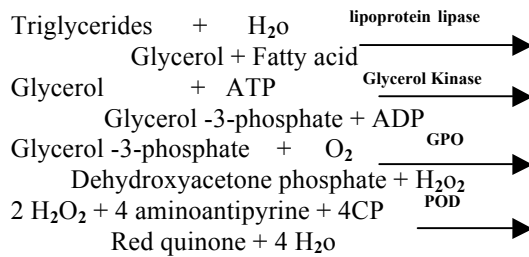 Triglycerides + H₂o lipoprotein lipase
Glycerol + Fatty acid
Glycerol + ATP Glycerol Kinase
Glycerol -3-phosphate + ADP
Glycerol -3-phosphate + O₂ GPO
Dehydroxyacetone phosphate + H₂o₂
2 H₂O₂ + 4 aminoantipyrine + 4CP POD
Red quinone + 4 H₂o